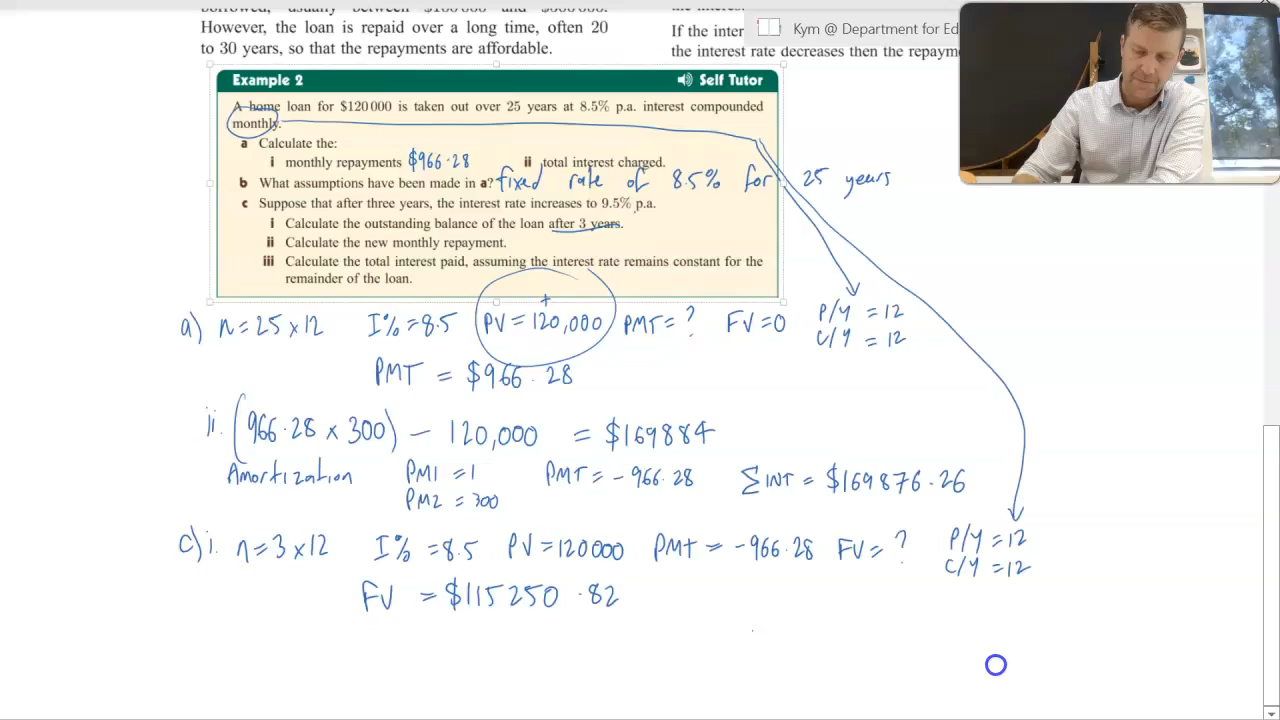 However, the loan is repaid over a long time, often 20
to 30 years, so that the repayments are affordable.
If the inter
the interest rate decreases then the repaym
Kym @ Department for Ed
Example 2
Self Tutor
A home loan for $120 000 is taken out over 25 years at 8.5% p.a. interest compounded
monthly.
a Calculate the:
i monthly repayments $966.28 ii total interest charged.
b What assumptions have been made in a? fixed rate of 8.5% for 25 years
c Suppose that after three years, the interest rate increases to 9.5% p.a.
i Calculate the outstanding balance of the loan after 3 years.
ii Calculate the new monthly repayment.
iii Calculate the total interest paid, assuming the interest rate remains constant for the
remainder of the loan.
+
a) n = 25 x 12 I% = 8.5 PV = 120,000 PMT = ? FV = 0 P/Y = 12
C/Y = 12
PMT = $966.28
ii. (966.28 x 300) - 120,000 = $169884
Amortization PM1 = 1 PMT = -966.28 ΣINT = $169876.26
PM2 = 300
c) i. n = 3 x 12 I% = 8.5 PV = 120000 PMT = -966.28 FV = ? P/Y = 12
C/Y = 12
FV = $115250.82